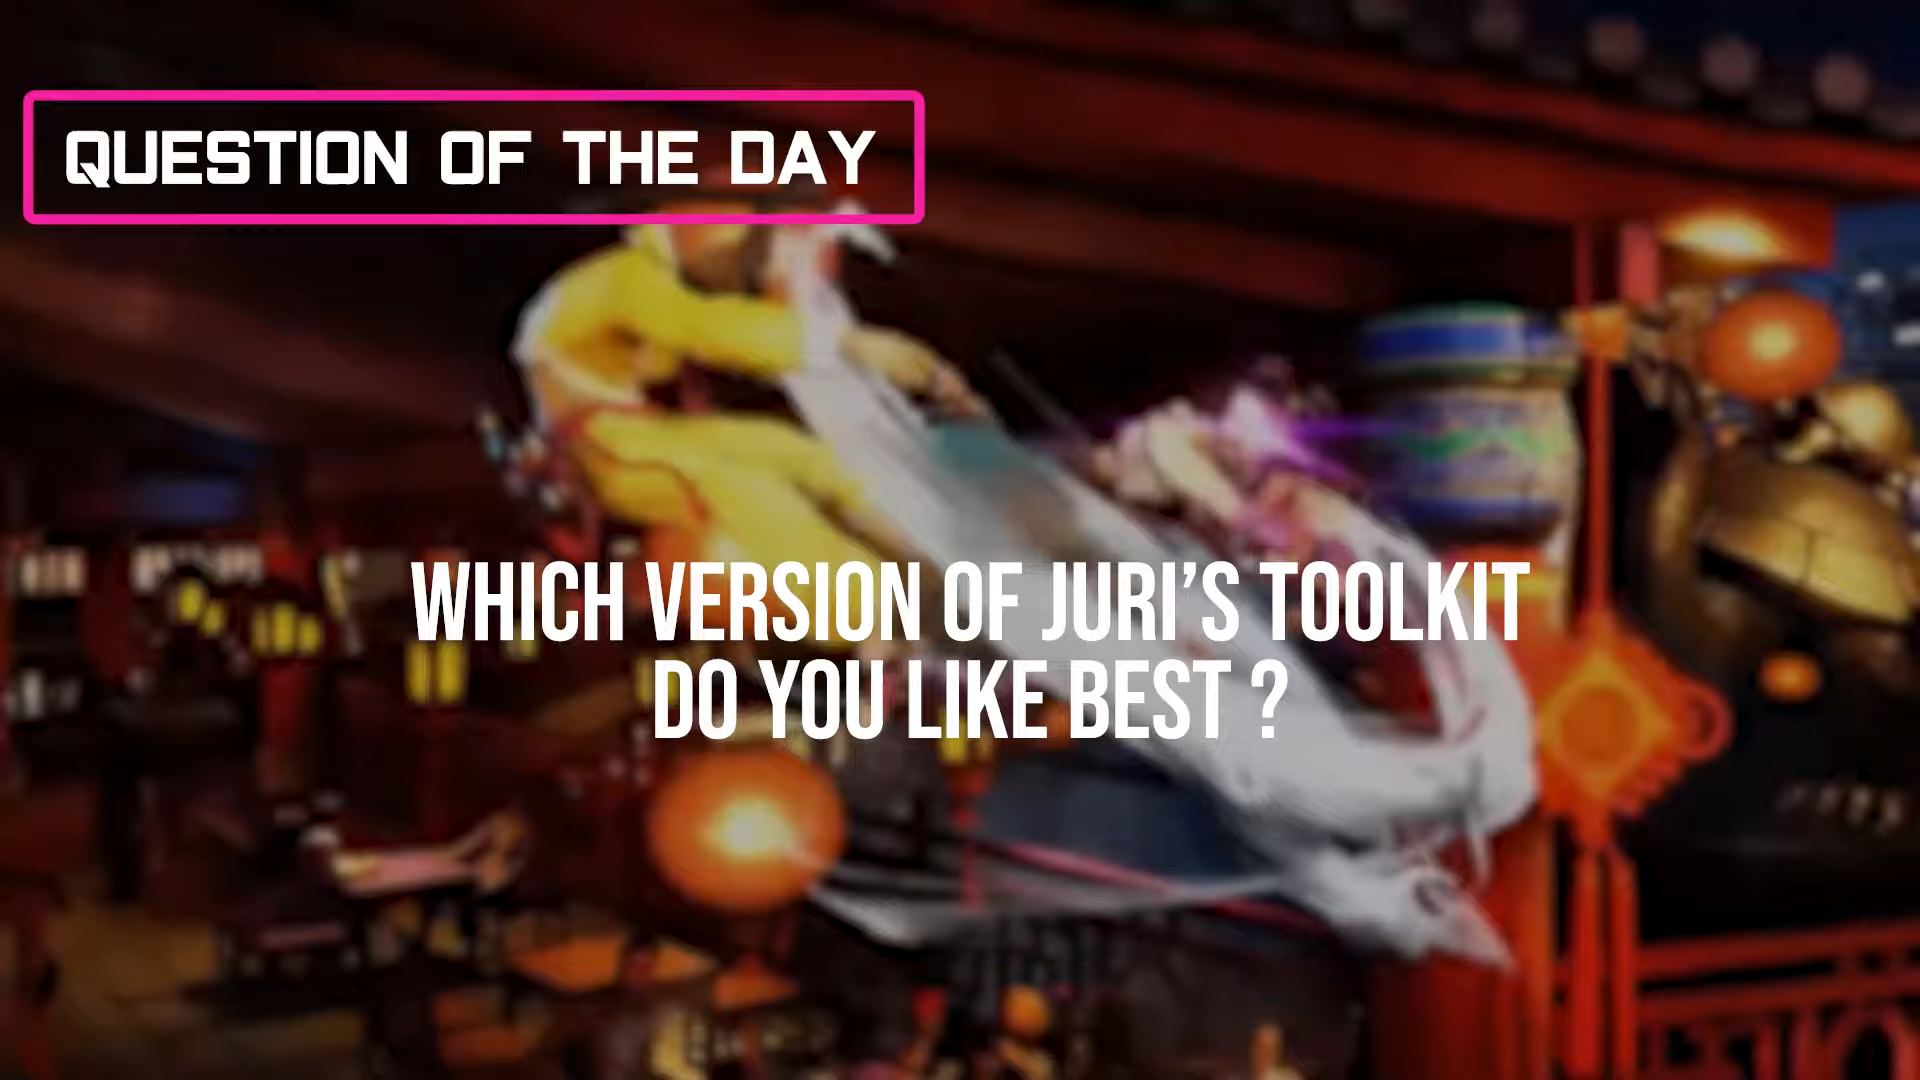 QUESTION OF THE DAY
WHICH VERSION OF JURI'S TOOLKIT
DO YOU LIKE BEST ?